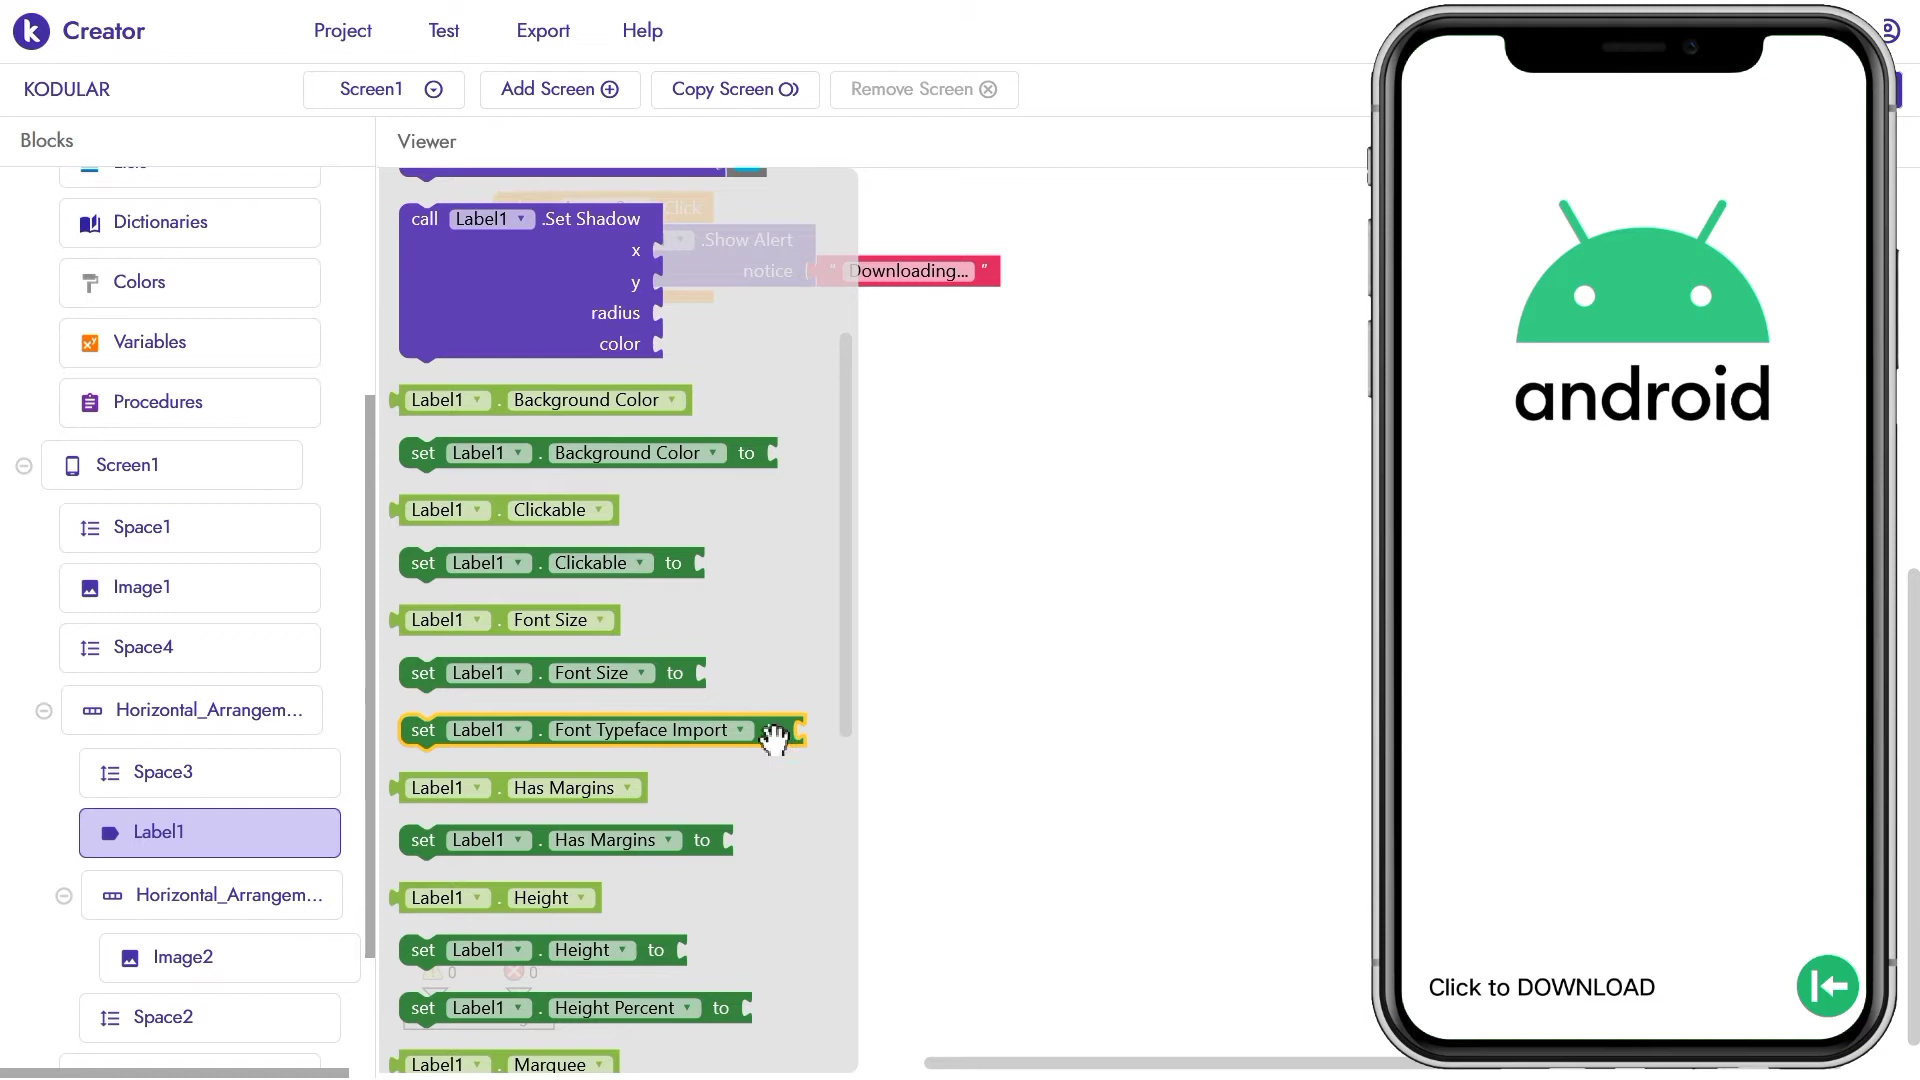 Creator
Project
Test
Export
Help
KODULAR
Screen1
Add Screen
Copy Screen
Remove Screen
Blocks
Viewer
Dictionaries
Colors
Variables
Procedures
Screen1
Space1
Image1
Space4
Horizontal_Arrangem...
Space3
Label1
Horizontal_Arrangem...
Image2
Space2
Click
.Show Alert
notice
" Downloading... "
call Label1 .Set Shadow
x
y
radius
color
Label1 . Background Color
set Label1 . Background Color to
Label1 . Clickable
set Label1 . Clickable to
Label1 . Font Size
set Label1 . Font Size to
set Label1 . Font Typeface Import
Label1 . Has Margins
set Label1 . Has Margins to
Label1 . Height
set Label1 . Height to
0 0
set Label1 . Height Percent to
Label1 . Marquee
android
Click to DOWNLOAD